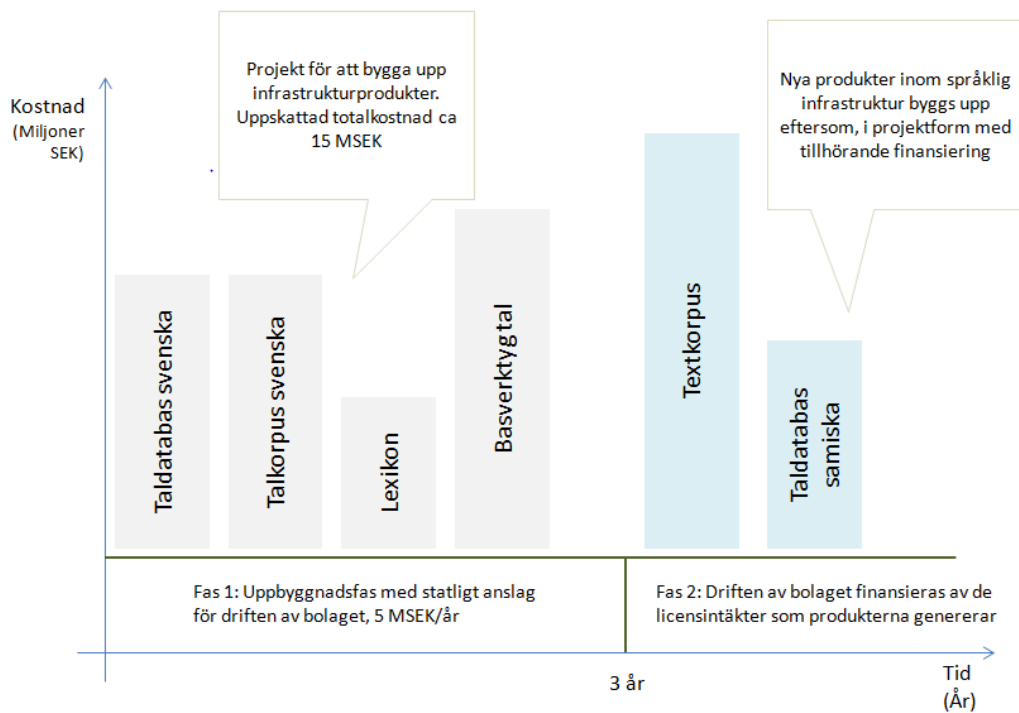 Kostnad
(Miljoner
SEK)
Projekt för att bygga upp
infrastrukturprodukter.
Uppskattad totalkostnad ca
15 MSEK
Nya produkter inom språklig
infrastruktur byggs upp
eftersom, i projektform med
tillhörande finansiering
Taldatabas svenska
Talkorpus svenska
Lexikon
Basverktyg tal
Textkorpus
Taldatabas
samiska
Fas 1: Uppbyggnadsfas med statligt anslag
för driften av bolaget, 5 MSEK/år
Fas 2: Driften av bolaget finansieras av de
licensintäkter som produkterna genererar
3 år
Tid
(År)